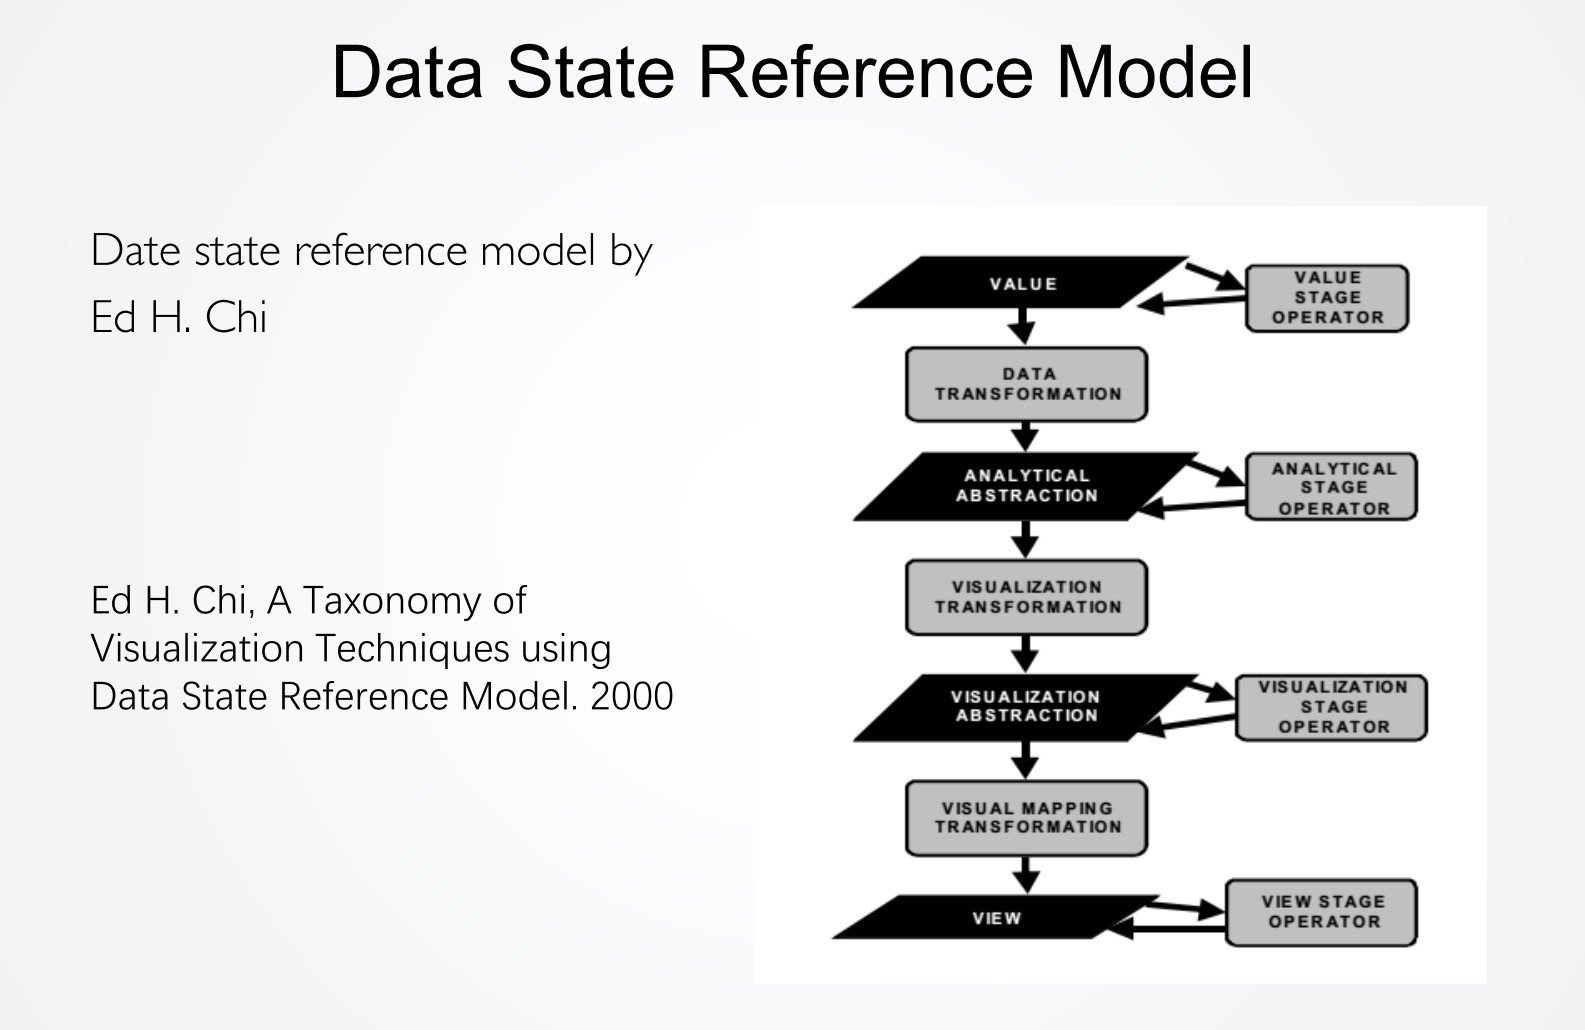 Data State Reference Model
Date state reference model by
Ed H. Chi
Ed H. Chi, A Taxonomy of
Visualization Techniques using
Data State Reference Model. 2000
VALUE
VALUE
STAGE
OPERATOR
DATA
TRANSFORMATION
ANALYTICAL
ABSTRACTION
ANALYTICAL
STAGE
OPERATOR
VISUALIZATION
TRANSFORMATION
VISUALIZATION
ABSTRACTION
VISUALIZATION
STAGE
OPERATOR
VISUAL MAPPING
TRANSFORMATION
VIEW
VIEW STAGE
OPERATOR